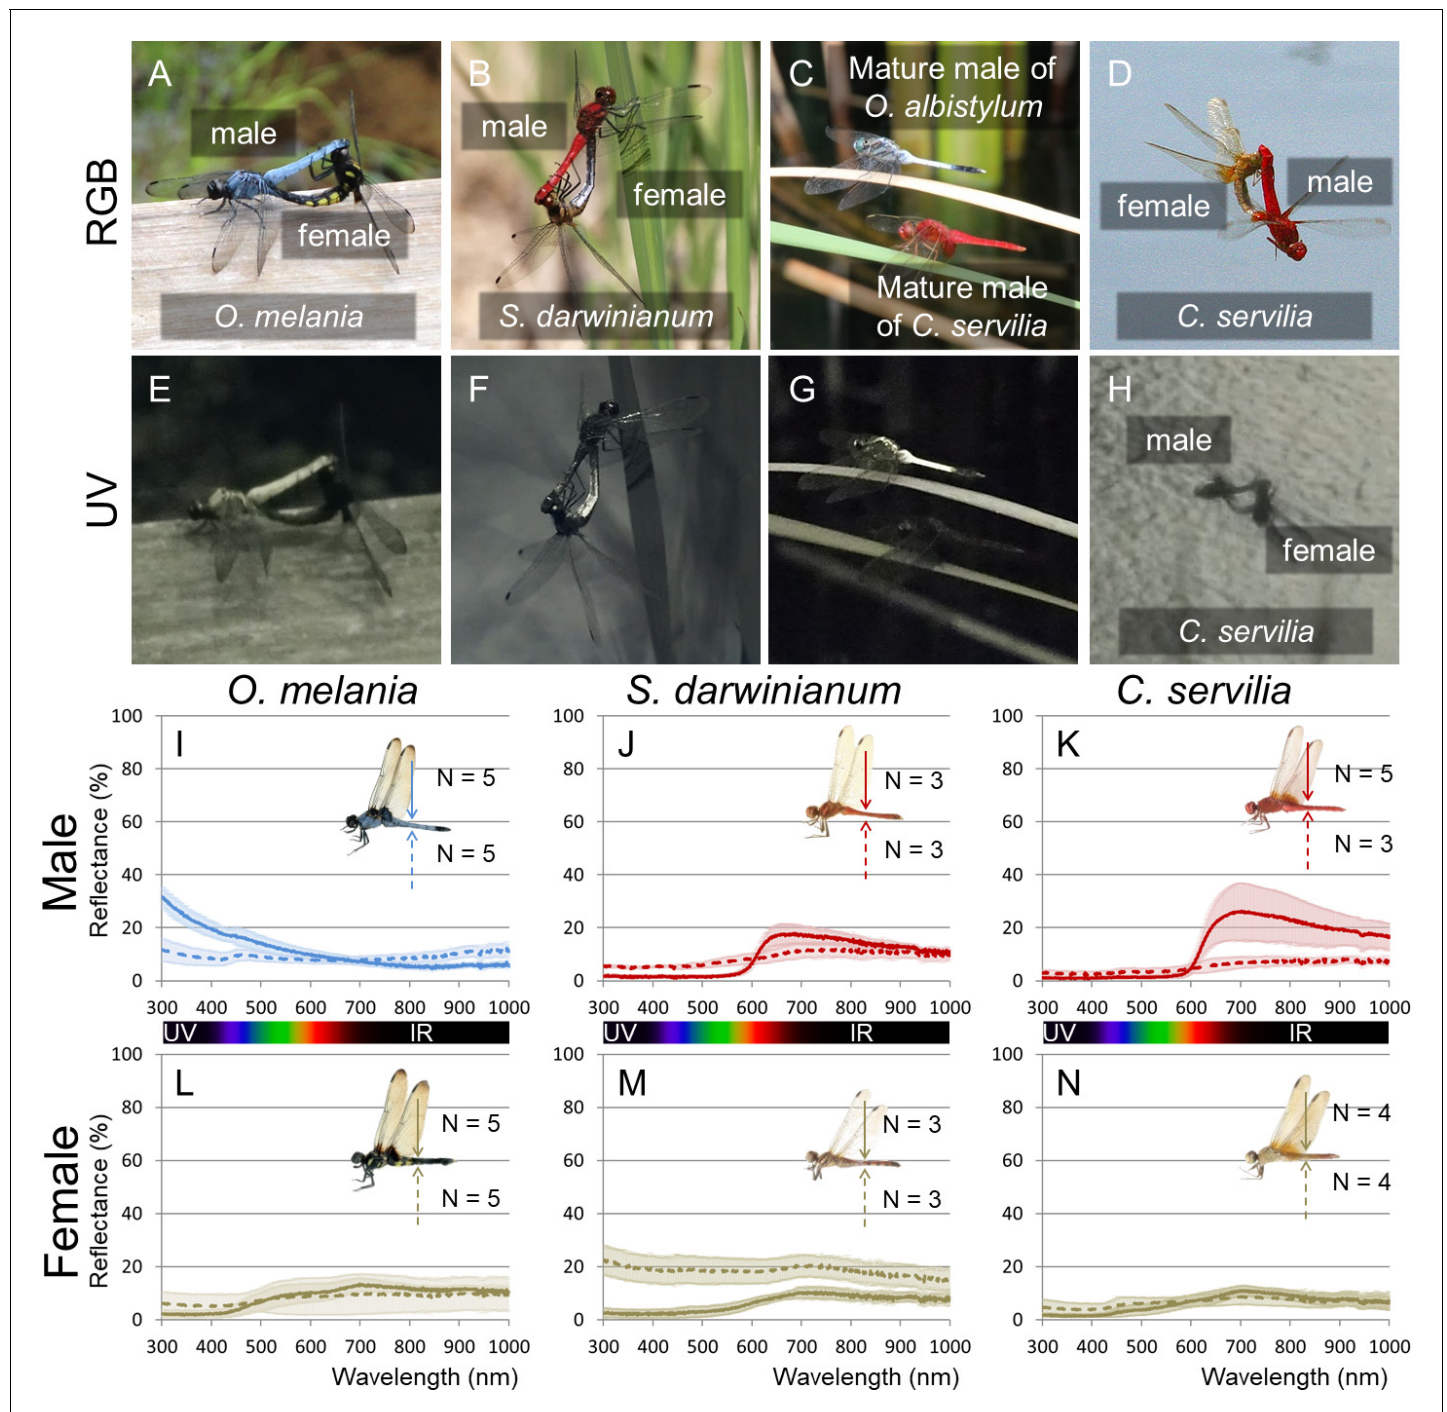 RGB
A
male
female
O. melania
B
male
female
S. darwinianum
C
Mature male of
O. albistylum
Mature male
of C. servilia
D
female
male
C. servilia
UV
E
F
G
H
male
female
C. servilia
O. melania
S. darwinianum
C. servilia
Male
Reflectance (%)
100
80
60
40
20
0
I
N = 5
N = 5
300 400 500 600 700 800 900 1000
UV IR
100
80
60
40
20
0
J
N = 3
N = 3
300 400 500 600 700 800 900 1000
UV IR
100
80
60
40
20
0
K
N = 5
N = 3
300 400 500 600 700 800 900 1000
UV IR
Female
Reflectance (%)
100
80
60
40
20
0
L
N = 5
N = 5
300 400 500 600 700 800 900 1000
Wavelength (nm)
100
80
60
40
20
0
M
N = 3
N = 3
300 400 500 600 700 800 900 1000
Wavelength (nm)
100
80
60
40
20
0
N
N = 4
N = 4
300 400 500 600 700 800 900 1000
Wavelength (nm)